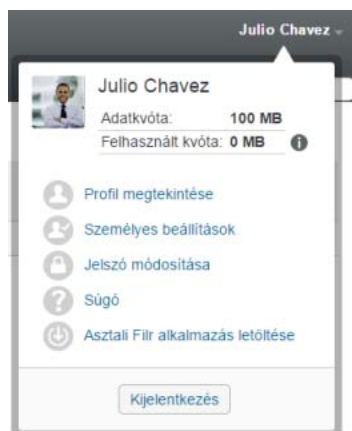 Julio Chavez
Julio Chavez
Adatkvóta: 100 MB
Felhasznált kvóta: 0 MB
Profil megtekintése
Személyes beállítások
Jelszó módosítása
Súgó
Asztali Filr alkalmazás letöltése
Kijelentkezés